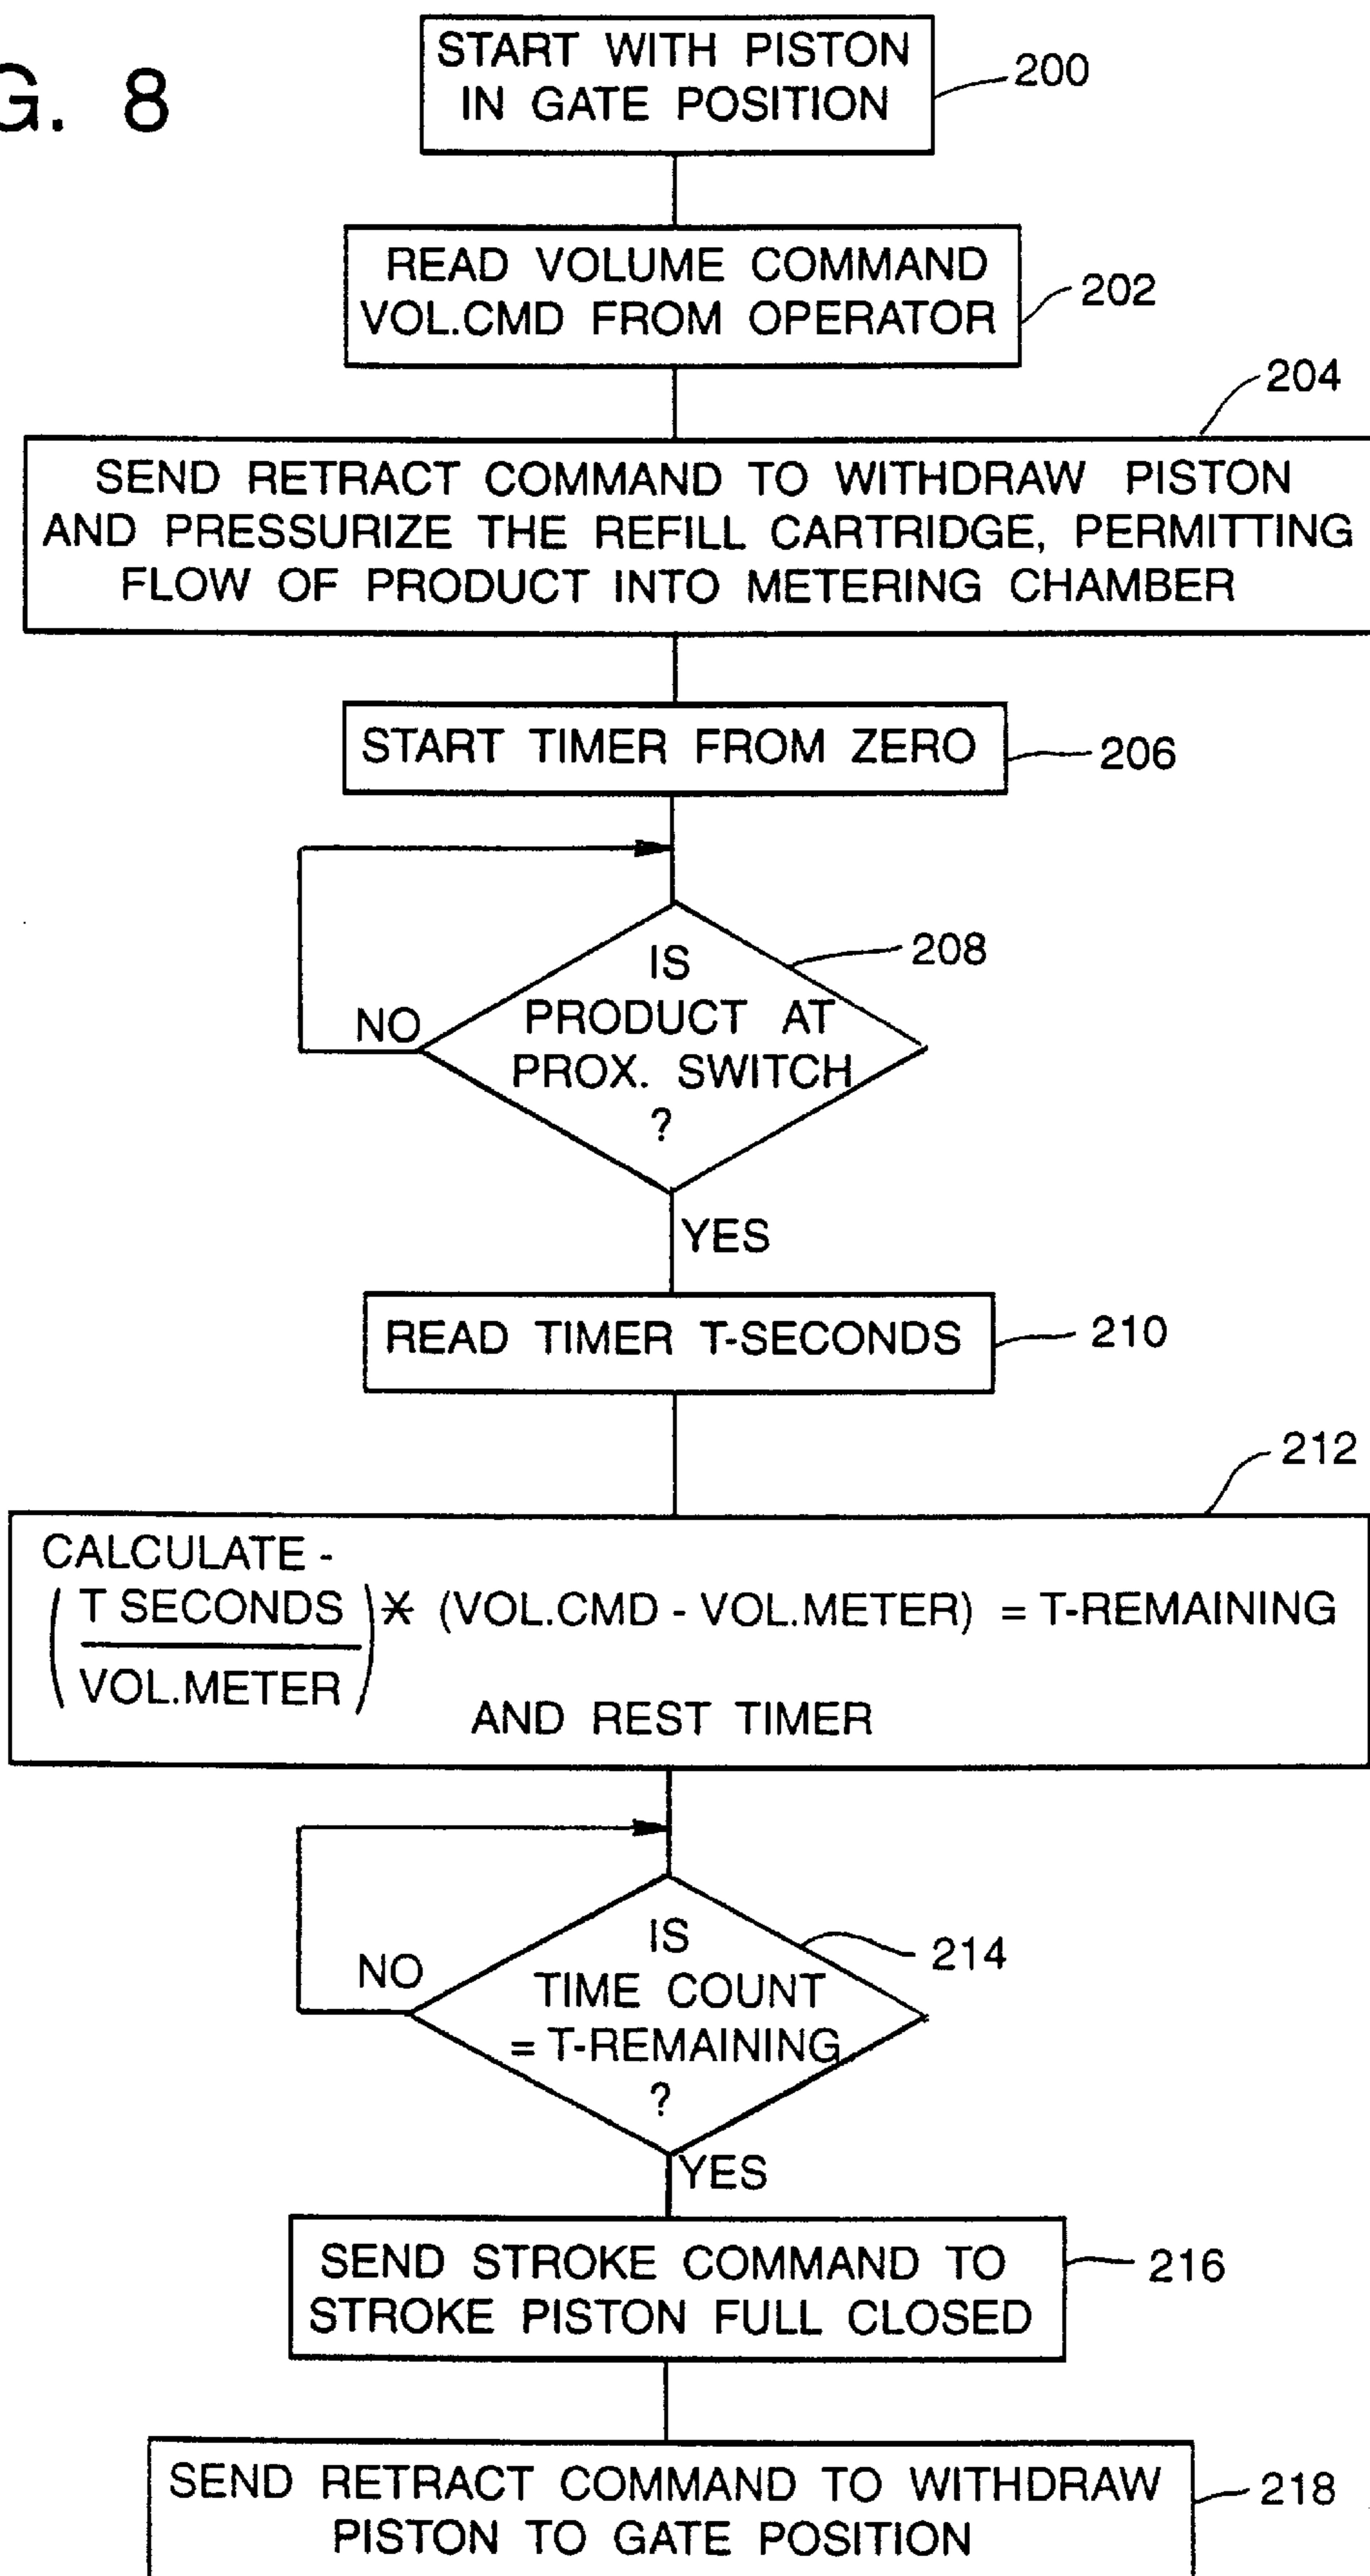 G. 8
START WITH PISTON
IN GATE POSITION
200
READ VOLUME COMMAND
VOL.CMD FROM OPERATOR
202
204
SEND RETRACT COMMAND TO WITHDRAW PISTON
AND PRESSURIZE THE REFILL CARTRIDGE, PERMITTING
FLOW OF PRODUCT INTO METERING CHAMBER
START TIMER FROM ZERO
206
IS
PRODUCT AT
PROX. SWITCH
?
208
NO
YES
READ TIMER T-SECONDS
210
212
CALCULATE -
(T SECONDS / VOL.METER) * (VOL.CMD - VOL.METER) = T-REMAINING
AND REST TIMER
IS
TIME COUNT
= T-REMAINING
?
214
NO
YES
SEND STROKE COMMAND TO
STROKE PISTON FULL CLOSED
216
SEND RETRACT COMMAND TO WITHDRAW
PISTON TO GATE POSITION
218